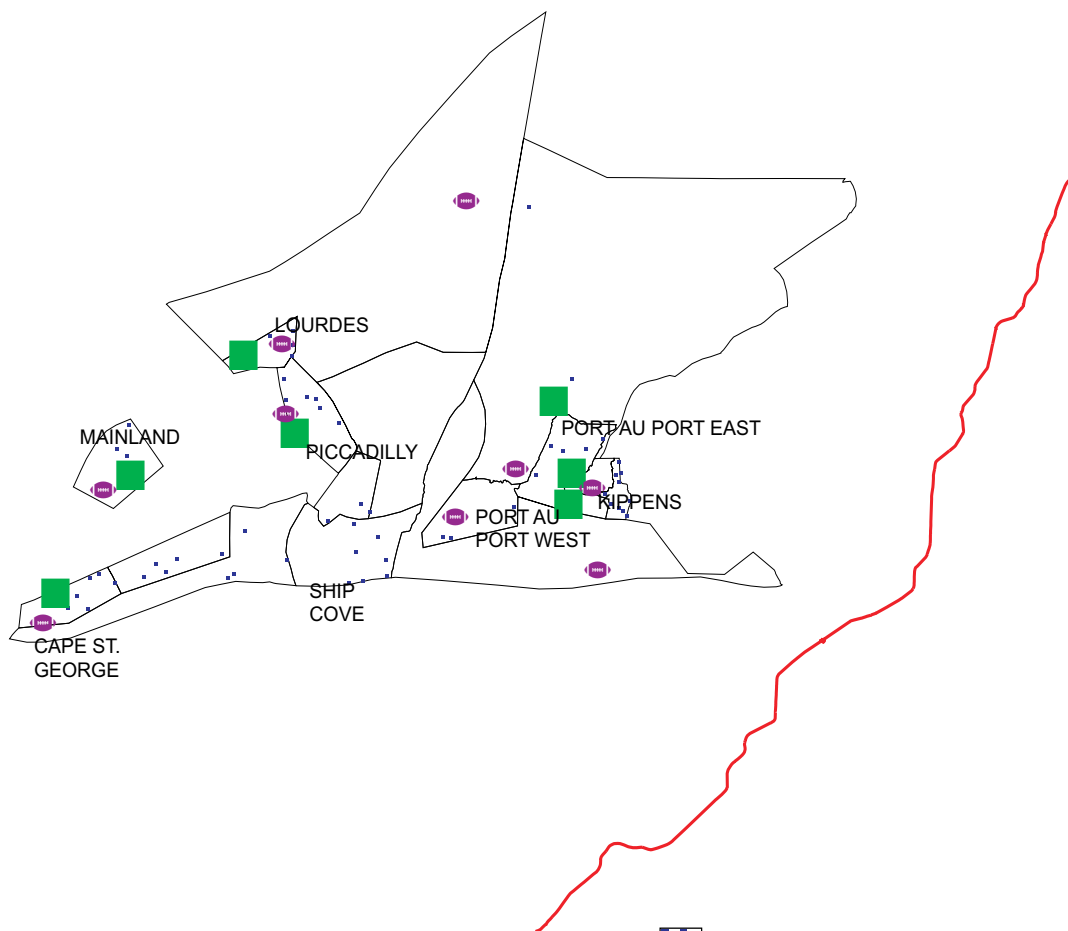 LOURDES
PORT AU PORT EAST
MAINLAND
PICCADILLY
KIPPENS
PORT AU
PORT WEST
SHIP
COVE
CAPE ST.
GEORGE